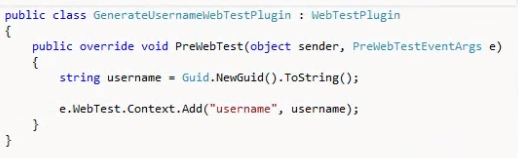 public class GenerateUsernameWebTestPlugin : WebTestPlugin
{
    public override void PreWebTest(object sender, PreWebTestEventArgs e)
    {
        string username = Guid.NewGuid().ToString();
        e.WebTest.Context.Add("username", username);
    }
}